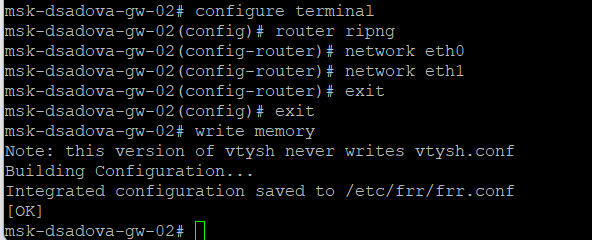 msk-dsadova-gw-02# configure terminal
msk-dsadova-gw-02(config)# router ripng
msk-dsadova-gw-02(config-router)# network eth0
msk-dsadova-gw-02(config-router)# network eth1
msk-dsadova-gw-02(config-router)# exit
msk-dsadova-gw-02(config)# exit
msk-dsadova-gw-02# write memory
Note: this version of vtysh never writes vtysh.conf
Building Configuration...
Integrated configuration saved to /etc/frr/frr.conf
[OK]
msk-dsadova-gw-02#